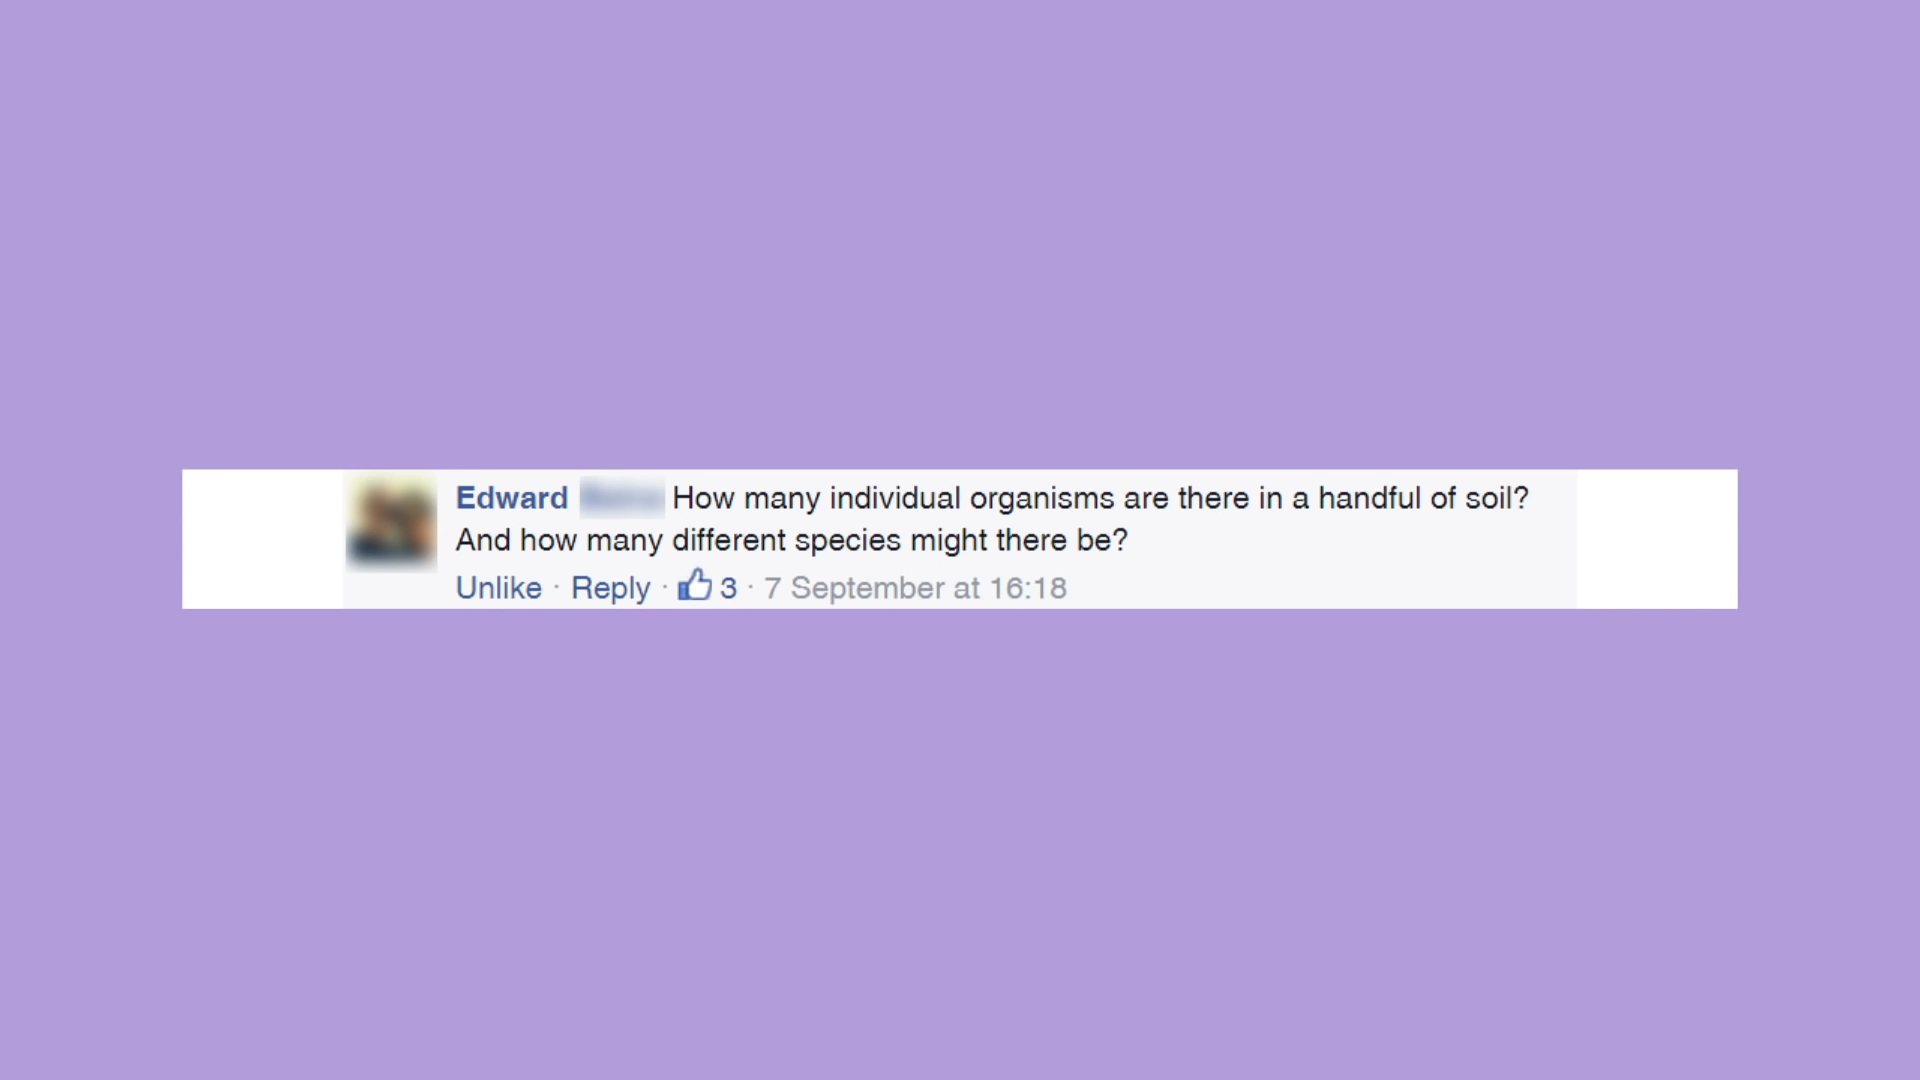 Edward How many individual organisms are there in a handful of soil?
And how many different species might there be?
Unlike · Reply · 3 · 7 September at 16:18